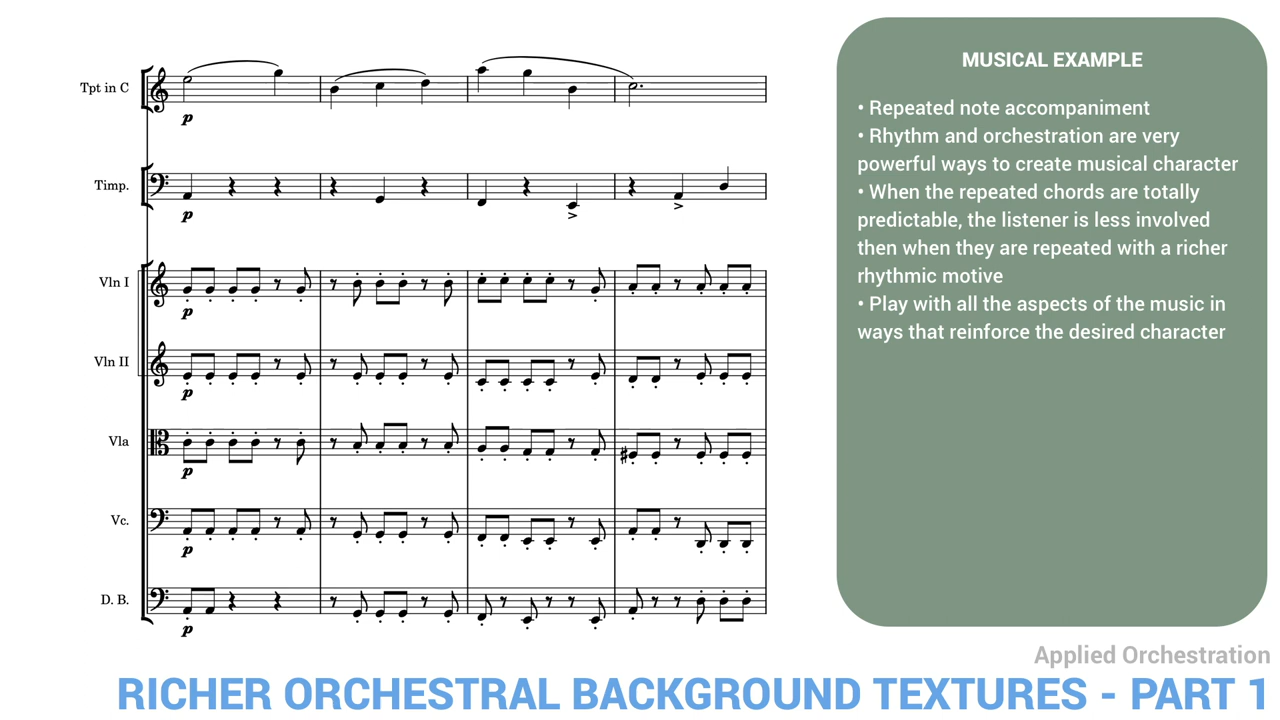 Tpt in C
p
Timp.
p
Vln I
p
Vln II
p
Vla
p
Vc.
p
D. B.
p
MUSICAL EXAMPLE
• Repeated note accompaniment
• Rhythm and orchestration are very
powerful ways to create musical character
• When the repeated chords are totally
predictable, the listener is less involved
then when they are repeated with a richer
rhythmic motive
• Play with all the aspects of the music in
ways that reinforce the desired character
Applied Orchestration
RICHER ORCHESTRAL BACKGROUND TEXTURES - PART 1